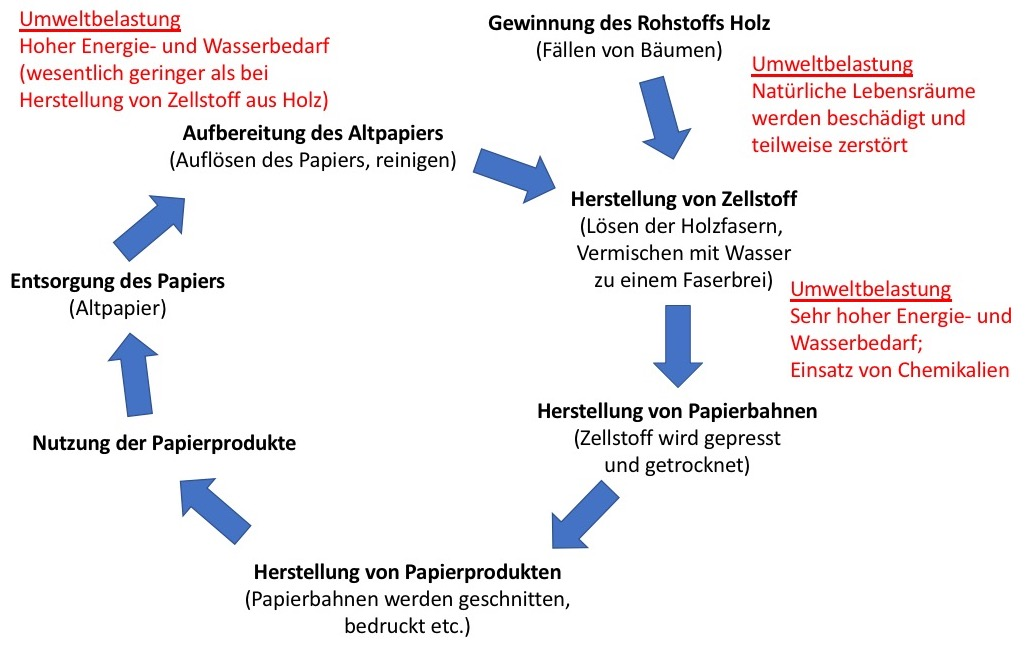 Umweltbelastung
Hoher Energie- und Wasserbedarf
(wesentlich geringer als bei
Herstellung von Zellstoff aus Holz)
Gewinnung des Rohstoffs Holz
(Fällen von Bäumen)
Umweltbelastung
Natürliche Lebensräume
werden beschädigt und
teilweise zerstört
Aufbereitung des Altpapiers
(Auflösen des Papiers, reinigen)
Herstellung von Zellstoff
(Lösen der Holzfasern,
Vermischen mit Wasser
zu einem Faserbrei)
Umweltbelastung
Sehr hoher Energie- und
Wasserbedarf;
Einsatz von Chemikalien
Entsorgung des Papiers
(Altpapier)
Herstellung von Papierbahnen
(Zellstoff wird gepresst
und getrocknet)
Nutzung der Papierprodukte
Herstellung von Papierprodukten
(Papierbahnen werden geschnitten,
bedruckt etc.)